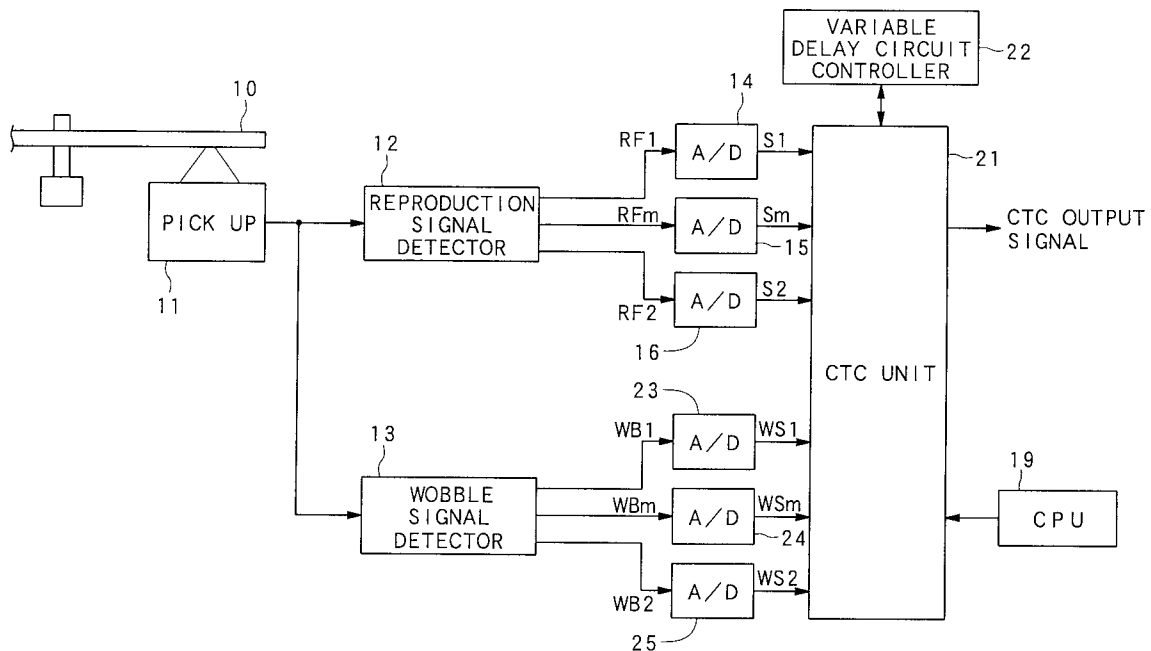 VARIABLE
DELAY CIRCUIT
CONTROLLER
22
10
14
12
RF1
A/D
S1
21
PICK UP
11
REPRODUCTION
SIGNAL
DETECTOR
RFm
A/D
Sm
15
CTC OUTPUT
SIGNAL
RF2
A/D
S2
16
CTC UNIT
23
13
WB1
A/D
WS1
19
WOBBLE
SIGNAL
DETECTOR
WBm
A/D
WSm
24
CPU
WB2
A/D
WS2
25